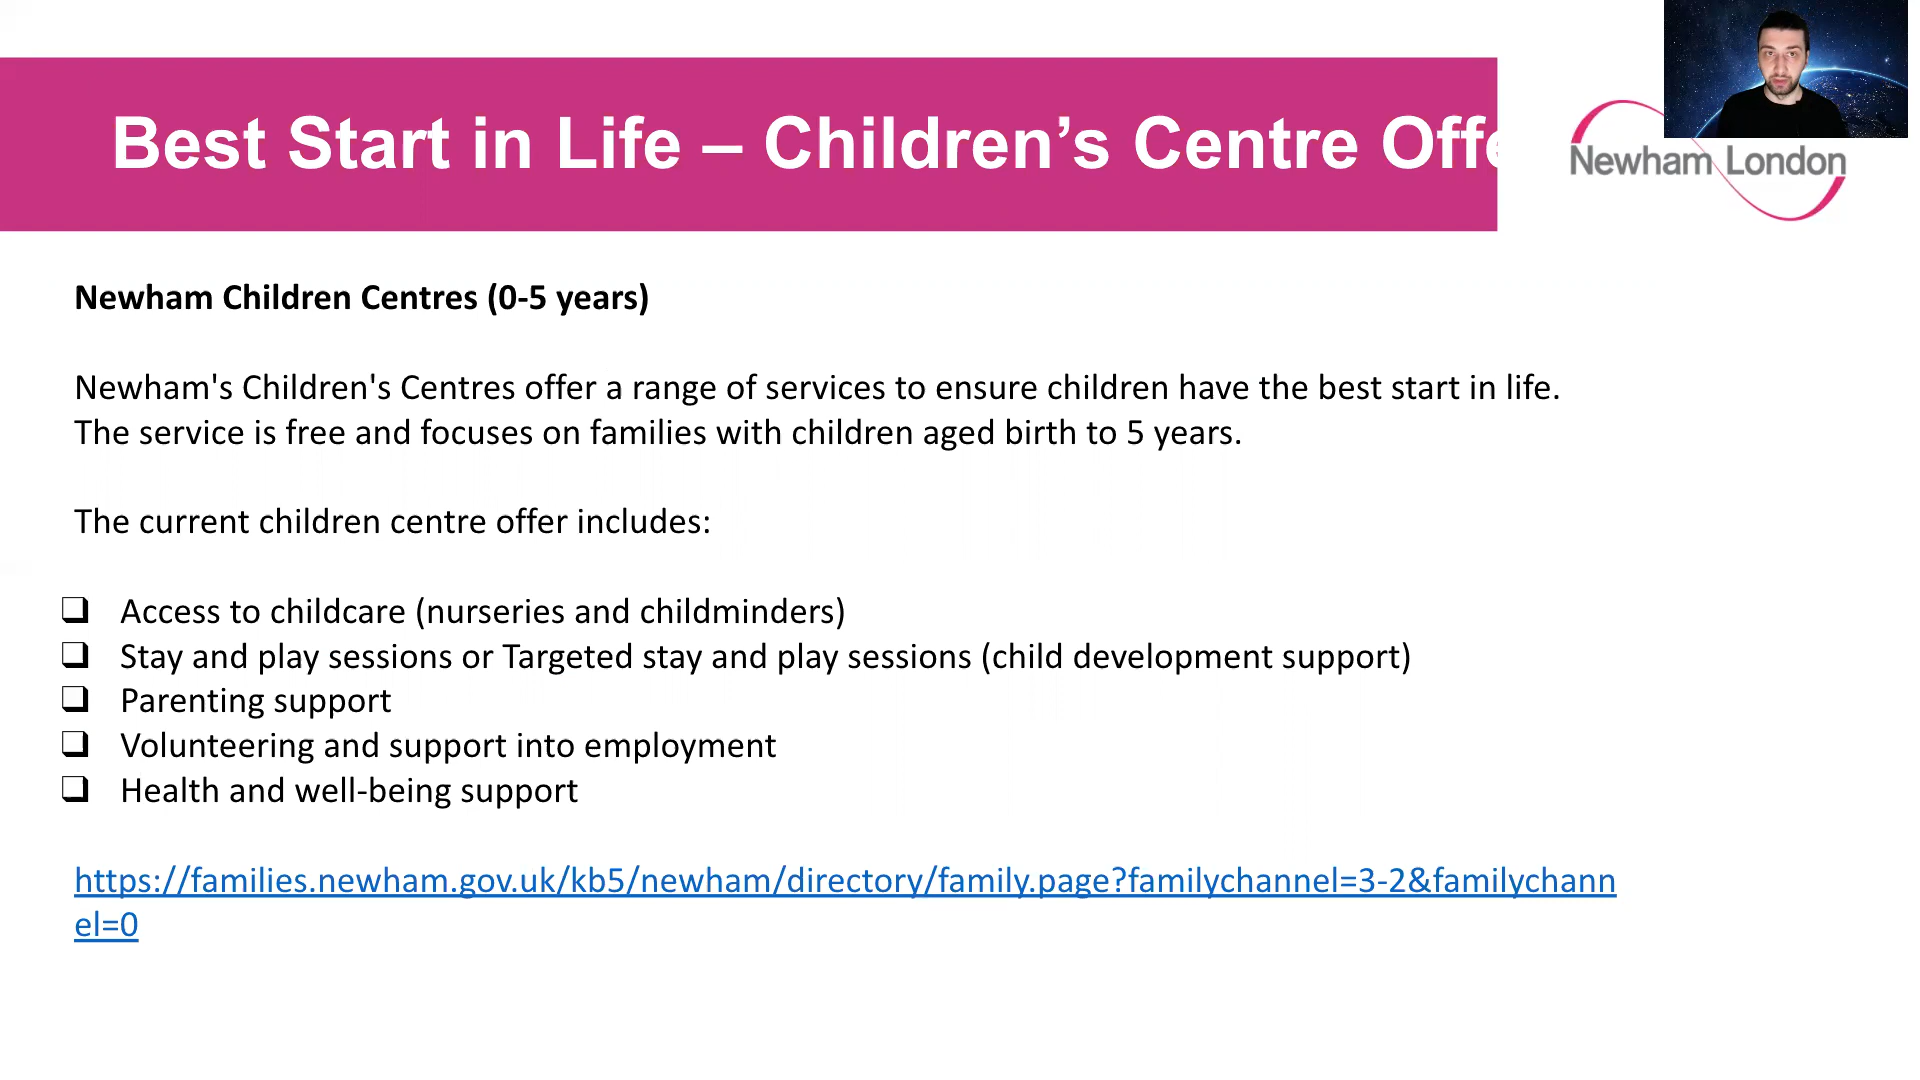 Best Start in Life – Children’s Centre Offe
Newham London
Newham Children Centres (0-5 years)
Newham's Children's Centres offer a range of services to ensure children have the best start in life.
The service is free and focuses on families with children aged birth to 5 years.
The current children centre offer includes:
❑ Access to childcare (nurseries and childminders)
❑ Stay and play sessions or Targeted stay and play sessions (child development support)
❑ Parenting support
❑ Volunteering and support into employment
❑ Health and well-being support
https://families.newham.gov.uk/kb5/newham/directory/family.page?familychannel=3-2&familychann
el=0